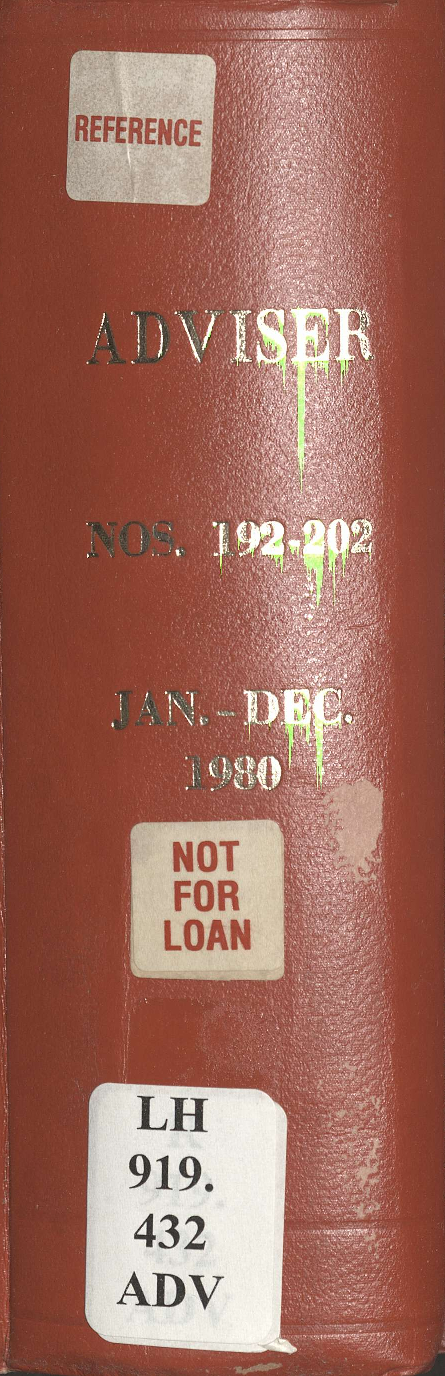 REFERENCE
ADVISER
NOS. 192-202
JAN.-DEC.
1980
NOT
FOR
LOAN
LH
919.
432
ADV